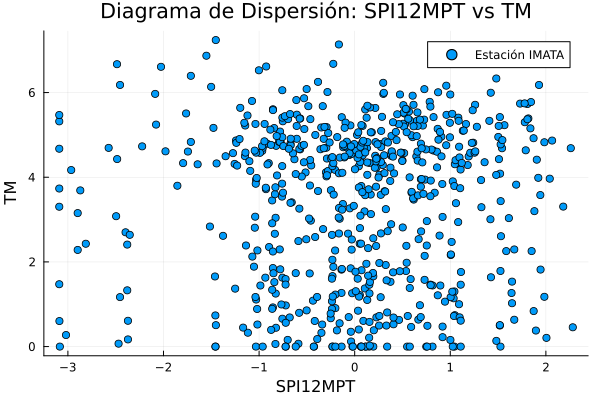 Diagrama de Dispersión: SPI12MPT vs TM
Estación IMATA
TM
6
4
2
0
−3 −2 −1 0 1 2
SPI12MPT